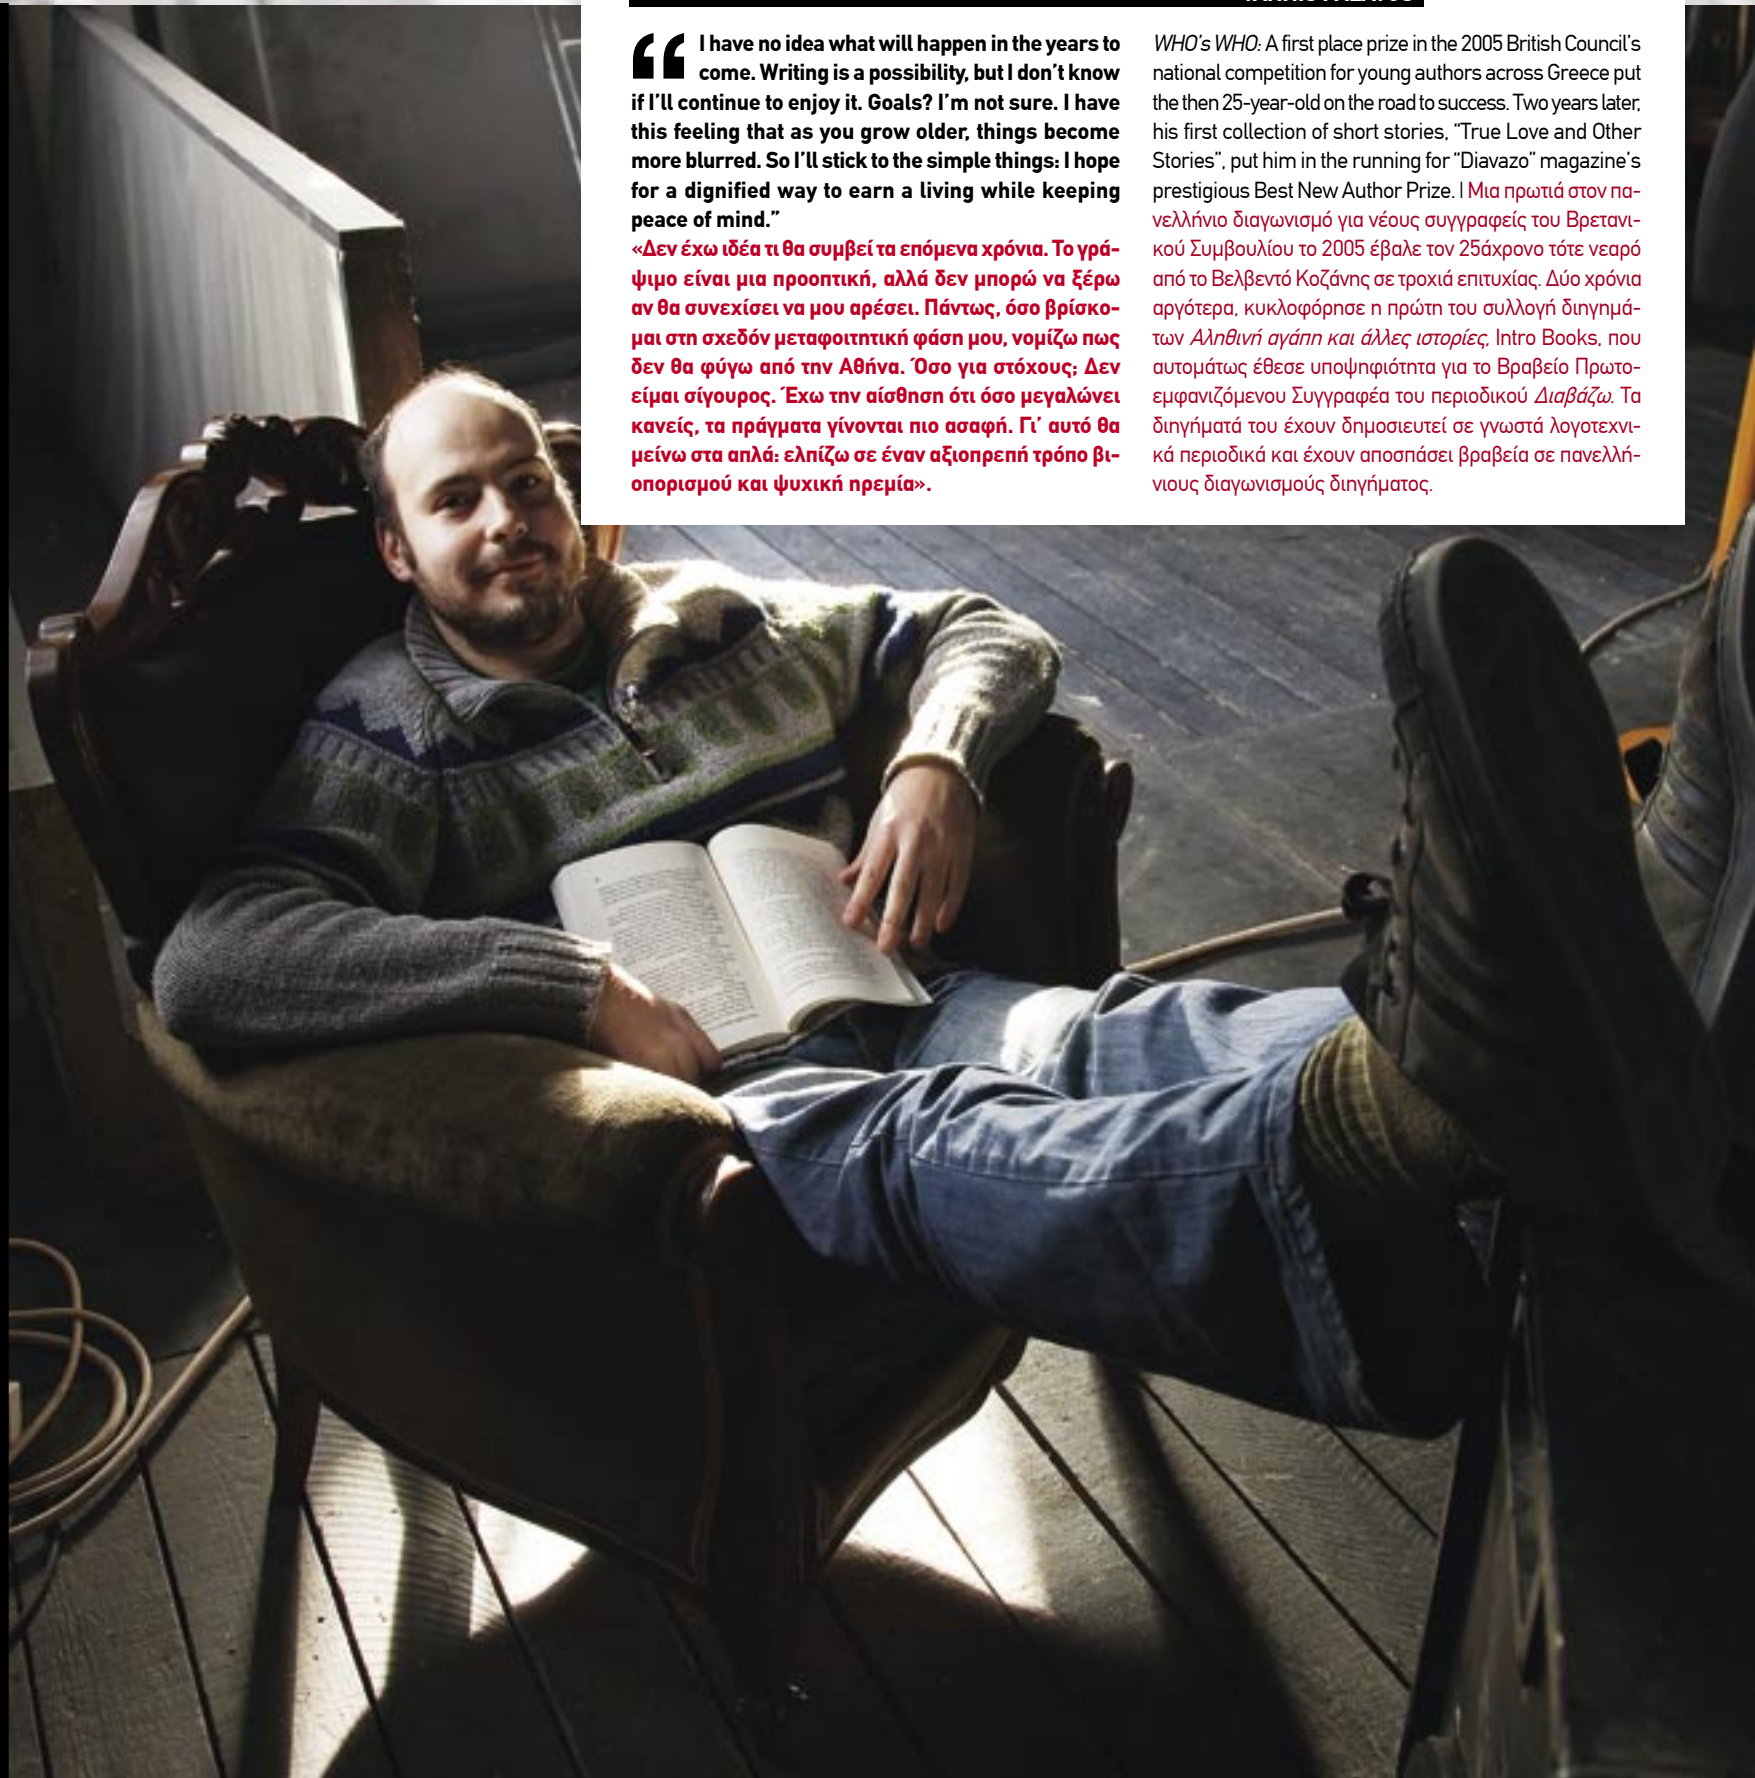 “ I have no idea what will happen in the years to
come. Writing is a possibility, but I don’t know
if I’ll continue to enjoy it. Goals? I’m not sure. I have
this feeling that as you grow older, things become
more blurred. So I’ll stick to the simple things: I hope
for a dignified way to earn a living while keeping
peace of mind.”
«Δεν έχω ιδέα τι θα συμβεί τα επόμενα χρόνια. Το γρά-
ψιμο είναι μια προοπτική, αλλά δεν μπορώ να ξέρω
αν θα συνεχίσει να μου αρέσει. Πάντως, όσο βρίσκο-
μαι στη σχεδόν μεταφοιτητική φάση μου, νομίζω πως
δεν θα φύγω από την Αθήνα. Όσο για στόχους; Δεν
είμαι σίγουρος. Έχω την αίσθηση ότι όσο μεγαλώνει
κανείς, τα πράγματα γίνονται πιο ασαφή. Γι’ αυτό θα
μείνω στα απλά: ελπίζω σε έναν αξιοπρεπή τρόπο βι-
οπορισμού και ψυχική ηρεμία».
WHO’s WHO: A first place prize in the 2005 British Council’s
national competition for young authors across Greece put
the then 25-year-old on the road to success. Two years later,
his first collection of short stories, “True Love and Other
Stories”, put him in the running for “Diavazo” magazine’s
prestigious Best New Author Prize. | Μια πρωτιά στον πα-
νελλήνιο διαγωνισμό για νέους συγγραφείς του Βρετανι-
κού Συμβουλίου το 2005 έβαλε τον 25άχρονο τότε νεαρό
από το Βελβεντό Κοζάνης σε τροχιά επιτυχίας. Δύο χρόνια
αργότερα, κυκλοφόρησε η πρώτη του συλλογή διηγημά-
των Αληθινή αγάπη και άλλες ιστορίες, Intro Books, που
αυτομάτως έθεσε υποψηφιότητα για το Βραβείο Πρωτο-
εμφανιζόμενου Συγγραφέα του περιοδικού Διαβάζω. Τα
διηγήματά του έχουν δημοσιευτεί σε γνωστά λογοτεχνι-
κά περιοδικά και έχουν αποσπάσει βραβεία σε πανελλή-
νιους διαγωνισμούς διηγήματος.